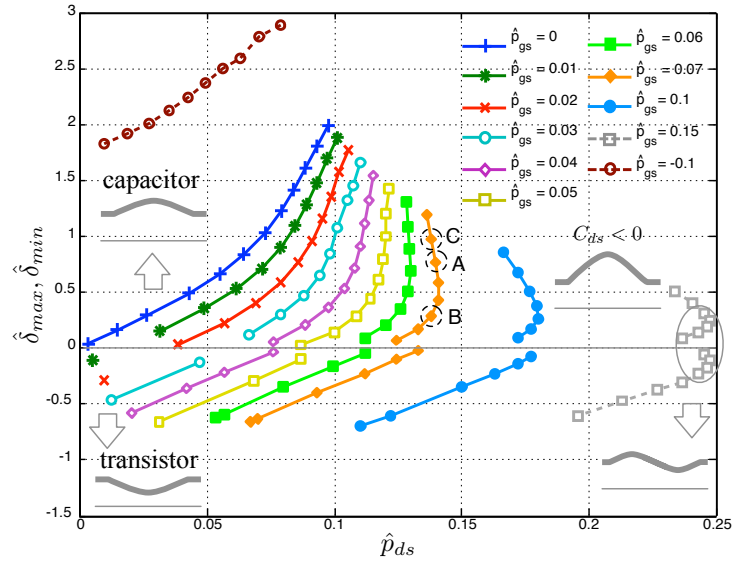 3
2.5
2
1.5
1
0.5
0
-0.5
-1
-1.5
0.05
0.1
0.15
0.2
0.25
δ̂max, δ̂min
p̂ds
p̂gs = 0
p̂gs = 0.01
p̂gs = 0.02
p̂gs = 0.03
p̂gs = 0.04
p̂gs = 0.05
p̂gs = 0.06
p̂gs = 0.07
p̂gs = 0.1
p̂gs = 0.15
p̂gs = -0.1
capacitor
Cds < 0
C
A
B
transistor